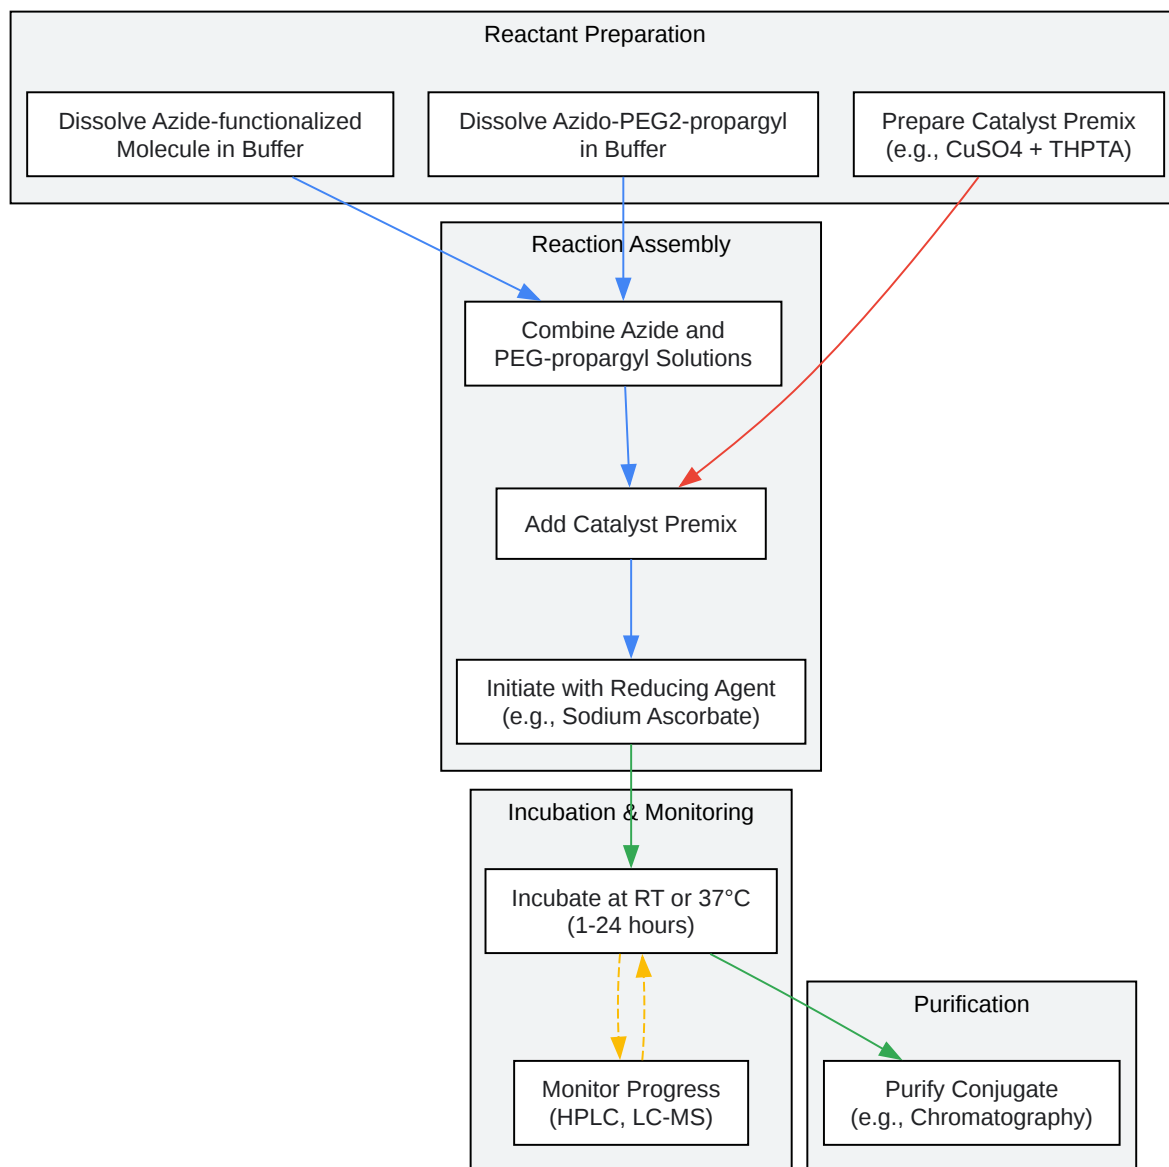 Reactant Preparation
Dissolve Azide-functionalized
Molecule in Buffer
Dissolve Azido-PEG2-propargyl
in Buffer
Prepare Catalyst Premix
(e.g., CuSO4 + THPTA)
Reaction Assembly
Combine Azide and
PEG-propargyl Solutions
Add Catalyst Premix
Initiate with Reducing Agent
(e.g., Sodium Ascorbate)
Incubation & Monitoring
Incubate at RT or 37°C
(1-24 hours)
Monitor Progress
(HPLC, LC-MS)
Purification
Purify Conjugate
(e.g., Chromatography)